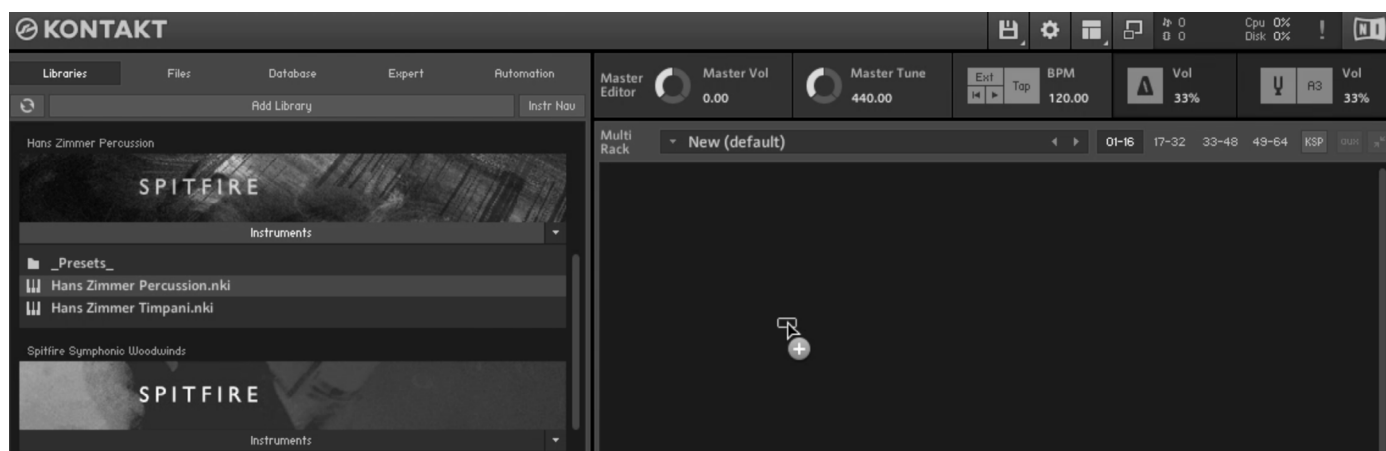 KONTAKT
0
0
Cpu 0%
Disk 0%
!
NI
Libraries
Files
Database
Expert
Automation
Add Library
Instr Nav
Master
Editor
Master Vol
0.00
Master Tune
440.00
Ext
Tap
BPM
120.00
Vol
33%
A3
Vol
33%
Multi
Rack
New (default)
01-16
17-32
33-48
49-64
KSP
aux
Hans Zimmer Percussion
SPITFIRE
Instruments
_Presets_
Hans Zimmer Percussion.nki
Hans Zimmer Timpani.nki
Spitfire Symphonic Woodwinds
SPITFIRE
Instruments